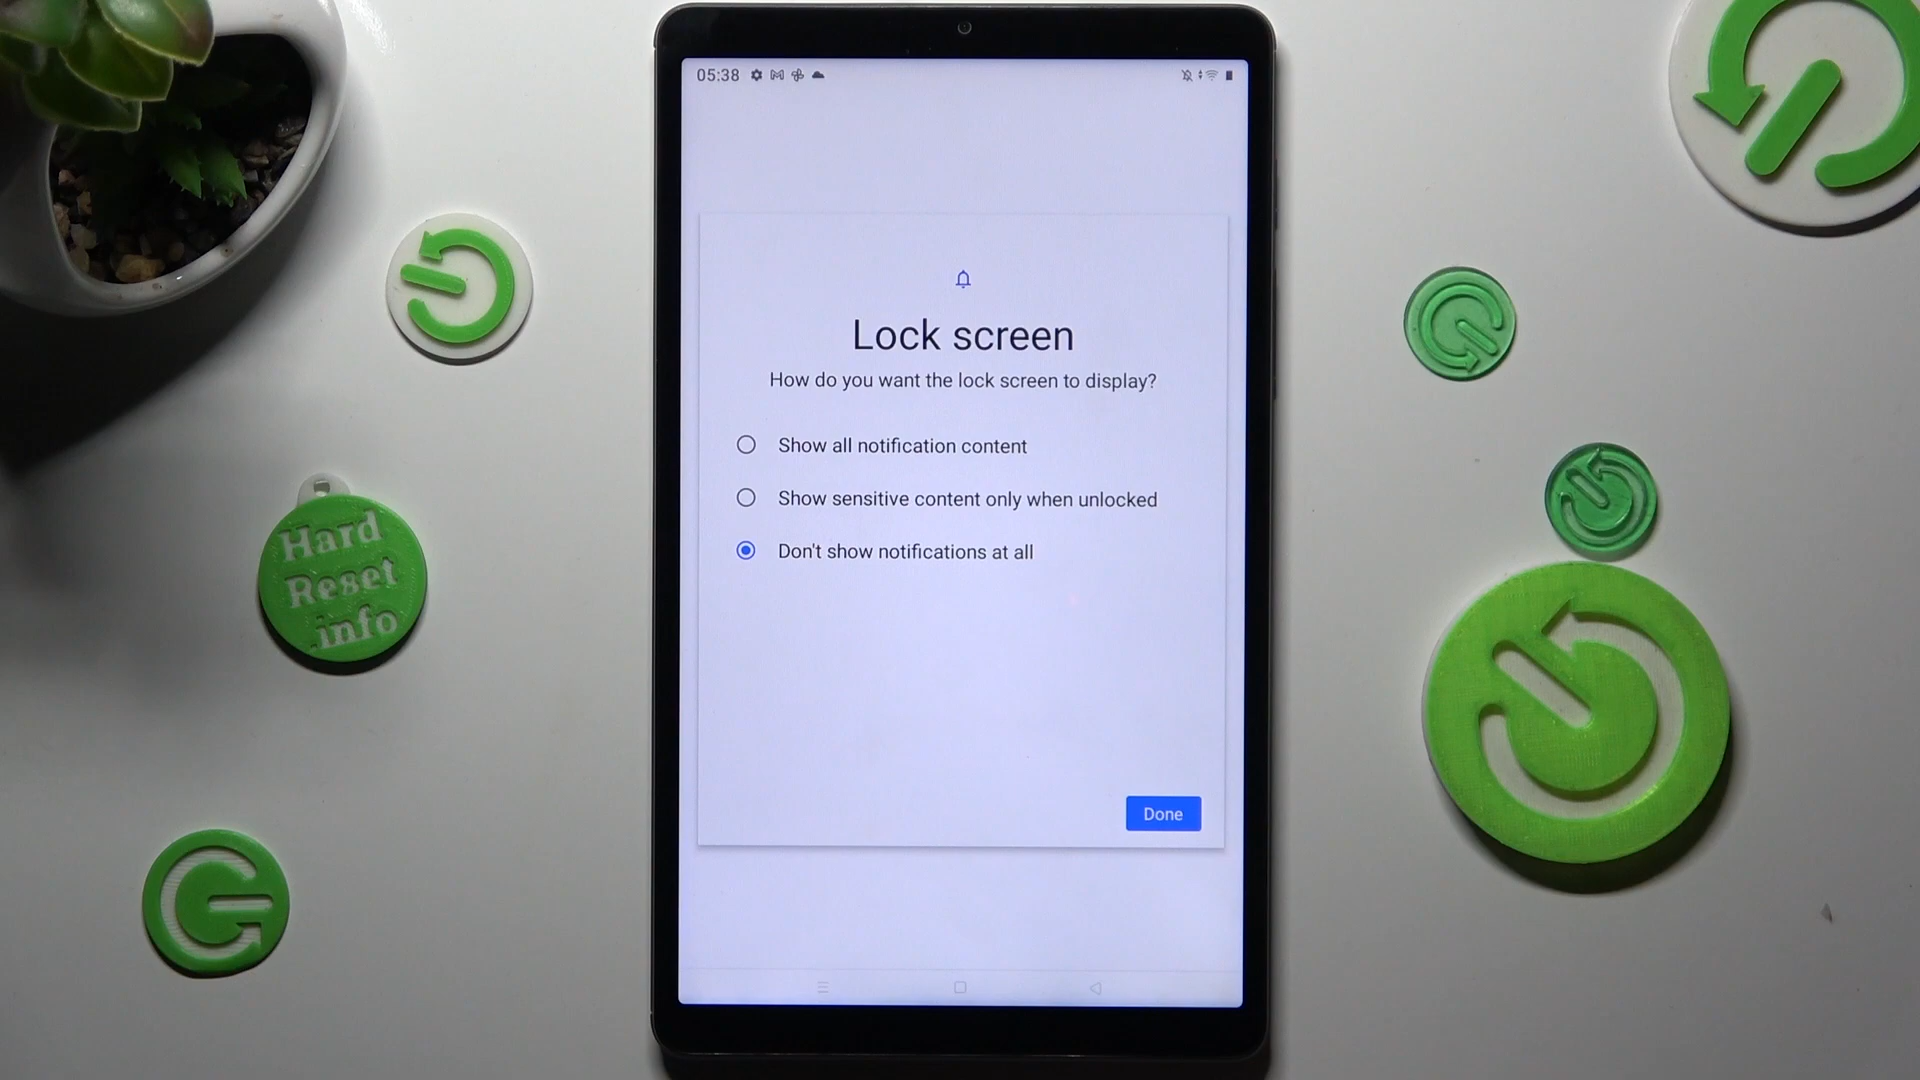 05:38
Lock screen
How do you want the lock screen to display?
Show all notification content
Show sensitive content only when unlocked
Don't show notifications at all
Done
Hard
Reset
.info